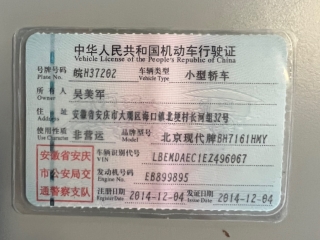 中华人民共和国机动车行驶证
Vehicle License of the People's Republic of China
号牌号码 皖H37202 车辆类型 小型轿车
Plate No. Vehicle Type
所有人 吴美军
Owner
住址 安徽省安庆市大观区海口镇北埂村长河组32号
Address
使用性质 非营运 品牌型号 北京现代牌BH7161HMY
Use Character Model
安徽省安庆 车辆识别代号 LBEKDAEC1EZ496067
VIN
市公安局交 发动机号码 EB899895
Engine No.
通警察支队 注册日期 2014-12-04 发证日期 2014-12-04
Register Date Issue Date